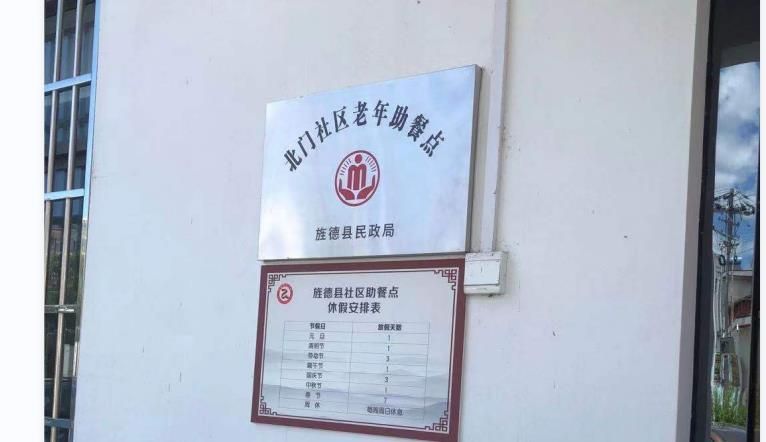 北门社区老年助餐点
旌德县民政局
旌德县社区助餐点
休假安排表
节假日 放假天数
元 旦 1
清明节 1
劳动节 3
端午节 1
国庆节 3
中秋节 1
春 节 7
周 休 每周周日休息